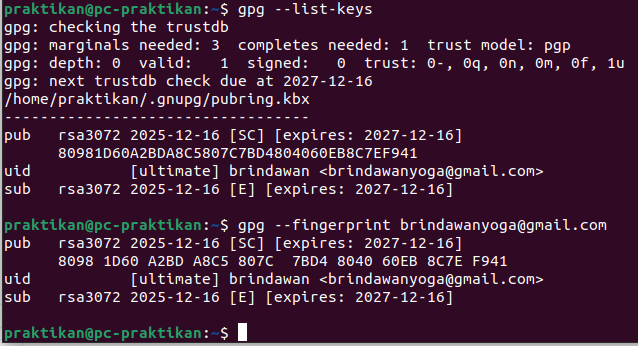 praktikan@pc-praktikan:~$ gpg --list-keys
gpg: checking the trustdb
gpg: marginals needed: 3  completes needed: 1  trust model: pgp
gpg: depth: 0  valid:   1  signed:   0  trust: 0-, 0q, 0n, 0m, 0f, 1u
gpg: next trustdb check due at 2027-12-16
/home/praktikan/.gnupg/pubring.kbx
----------------------------------
pub   rsa3072 2025-12-16 [SC] [expires: 2027-12-16]
      80981D60A2BDA8C5807C7BD4804060EB8C7EF941
uid           [ultimate] brindawan <brindawanyoga@gmail.com>
sub   rsa3072 2025-12-16 [E] [expires: 2027-12-16]

praktikan@pc-praktikan:~$ gpg --fingerprint brindawanyoga@gmail.com
pub   rsa3072 2025-12-16 [SC] [expires: 2027-12-16]
      8098 1D60 A2BD A8C5 807C  7BD4 8040 60EB 8C7E F941
uid           [ultimate] brindawan <brindawanyoga@gmail.com>
sub   rsa3072 2025-12-16 [E] [expires: 2027-12-16]

praktikan@pc-praktikan:~$